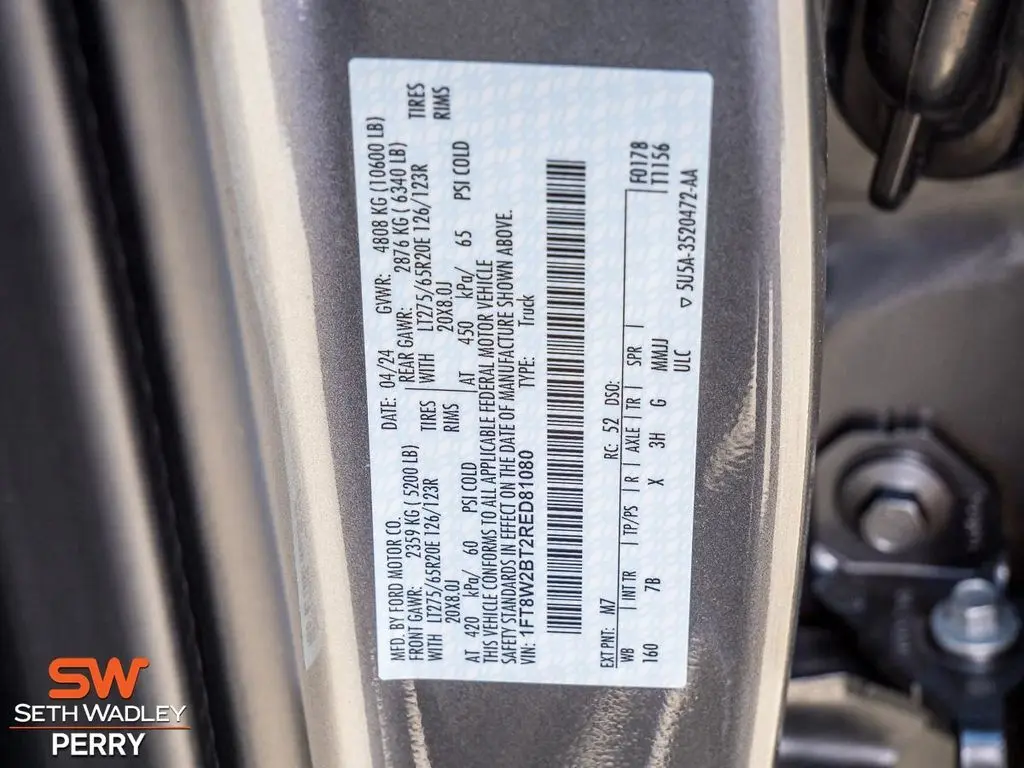 MFD. BY FORD MOTOR CO.
DATE: 04/24 GVWR: 4808 KG (10600 LB)
FRONT GAWR: 2359 KG( 5200 LB) REAR GAWR: 2876 KG( 6340 LB)
WITH LT275/65R20E 126/123R TIRES WITH LT275/65R20E 126/123R TIRES
20X8.0J RIMS 20X8.0J RIMS
AT 420 kPa/ 60 PSI COLD AT 450 kPa/ 65 PSI COLD
THIS VEHICLE CONFORMS TO ALL APPLICABLE FEDERAL MOTOR VEHICLE
SAFETY STANDARDS IN EFFECT ON THE DATE OF MANUFACTURE SHOWN ABOVE.
VIN: 1FT8W2BT2RED81080 TYPE: Truck
EXT PNT: M7 RC: 52 DSO: F0178
WB INT TR TP/PS R AXLE TR SPR T1156
160 7B X 3H G MMJJ
ULC
▽ 5U5A-3520472-AA
SW
SETH WADLEY
PERRY